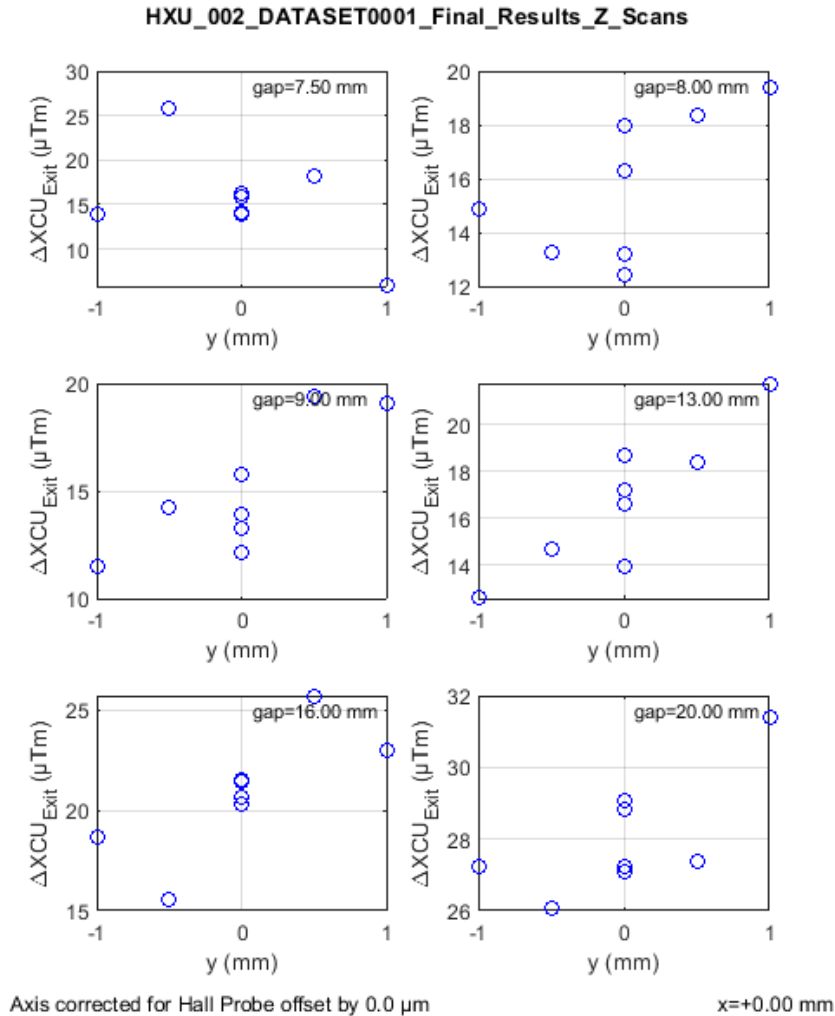 HXU_002_DATASET0001_Final_Results_Z_Scans
30
25
20
15
10
ΔXCU_Exit (µTm)
gap=7.50 mm
-1
0
1
y (mm)
20
18
16
14
12
ΔXCU_Exit (µTm)
gap=8.00 mm
-1
0
1
y (mm)
20
15
10
ΔXCU_Exit (µTm)
gap=9.00 mm
-1
0
1
y (mm)
20
18
16
14
ΔXCU_Exit (µTm)
gap=13.00 mm
-1
0
1
y (mm)
25
20
15
ΔXCU_Exit (µTm)
gap=16.00 mm
-1
0
1
y (mm)
32
30
28
26
ΔXCU_Exit (µTm)
gap=20.00 mm
-1
0
1
y (mm)
Axis corrected for Hall Probe offset by 0.0 µm
x=+0.00 mm